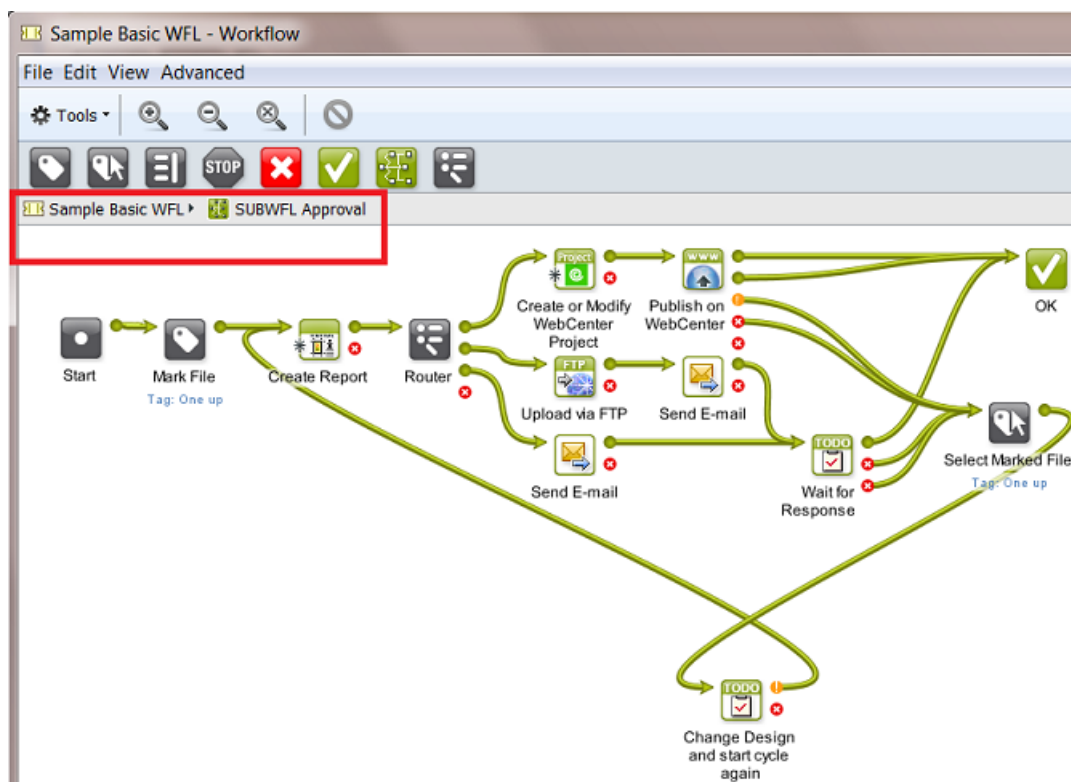 Sample Basic WFL - Workflow
File Edit View Advanced
Tools
STOP
Sample Basic WFL SUBWFL Approval
Project
www
Create or Modify
WebCenter
Project
Publish on
WebCenter
OK
Start
Mark File
Tag: One up
Create Report
Router
FTP
Upload via FTP
Send E-mail
Send E-mail
TODO
Wait for
Response
Select Marked File
Tag: One up
TODO
Change Design
and start cycle
again